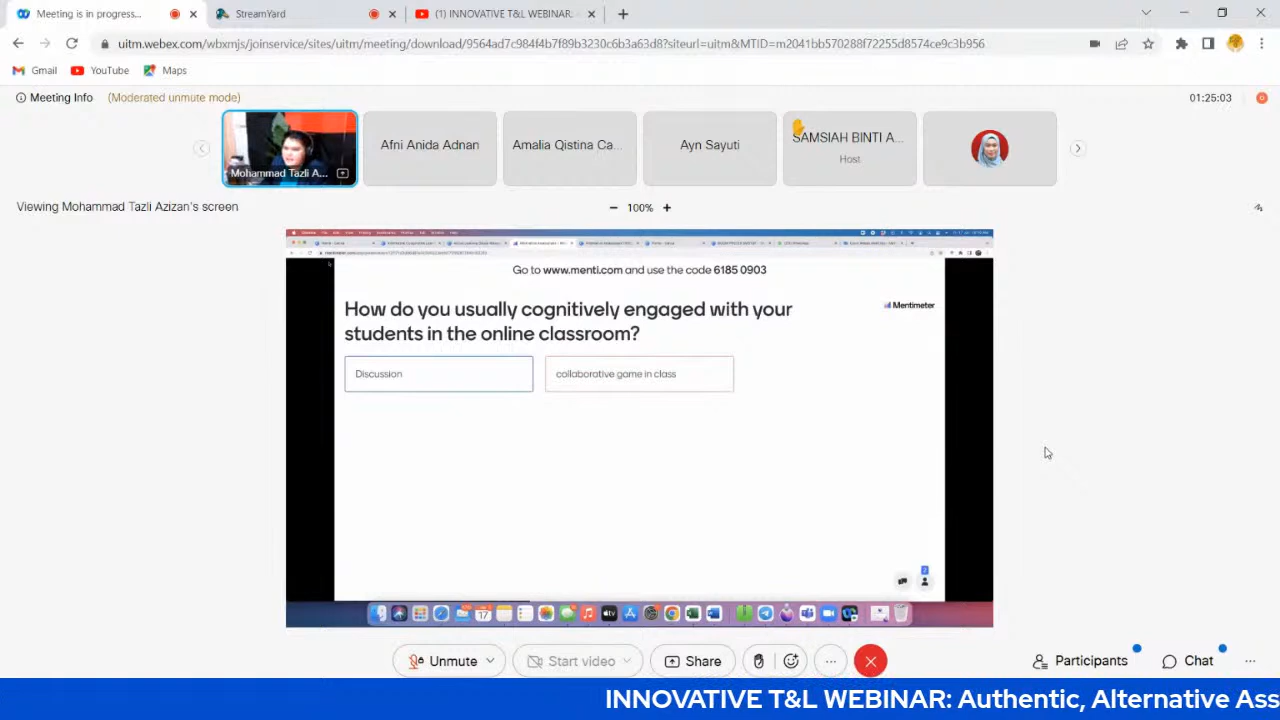 Meeting is in progress...
StreamYard
(1) INNOVATIVE T&L WEBINAR:
uitm.webex.com/wbxmjs/joinservice/sites/uitm/meeting/download/9564ad7c984f4b7f89b3230c6b3a63d8?siteurl=uitm&MTID=m2041bb570288f72255d8574ce9c3b956
Gmail
YouTube
Maps
Meeting Info
(Moderated unmute mode)
01:25:03
Mohammad Tazli A...
Afni Anida Adnan
Amalia Qistina Ca...
Ayn Sayuti
SAMSIAH BINTI A...
Host
Viewing Mohammad Tazli Azizan's screen
100%
Go to www.menti.com and use the code 6185 0903
How do you usually cognitively engaged with your
students in the online classroom?
Mentimeter
Discussion
collaborative game in class
17
tv
Unmute
Start video
Share
Participants
Chat
INNOVATIVE T&L WEBINAR: Authentic, Alternative Ass